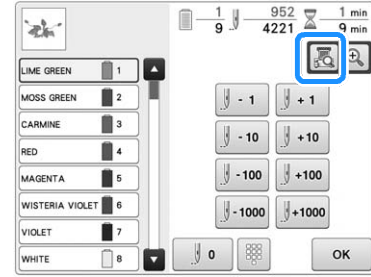 1 952 1 min
9 4221 9 min
LIME GREEN 1
MOSS GREEN 2
CARMINE 3
RED 4
MAGENTA 5
WISTERIA VIOLET 6
VIOLET 7
WHITE 8
- 1 + 1
- 10 +10
-100 +100
-1000 +1000
0 OK